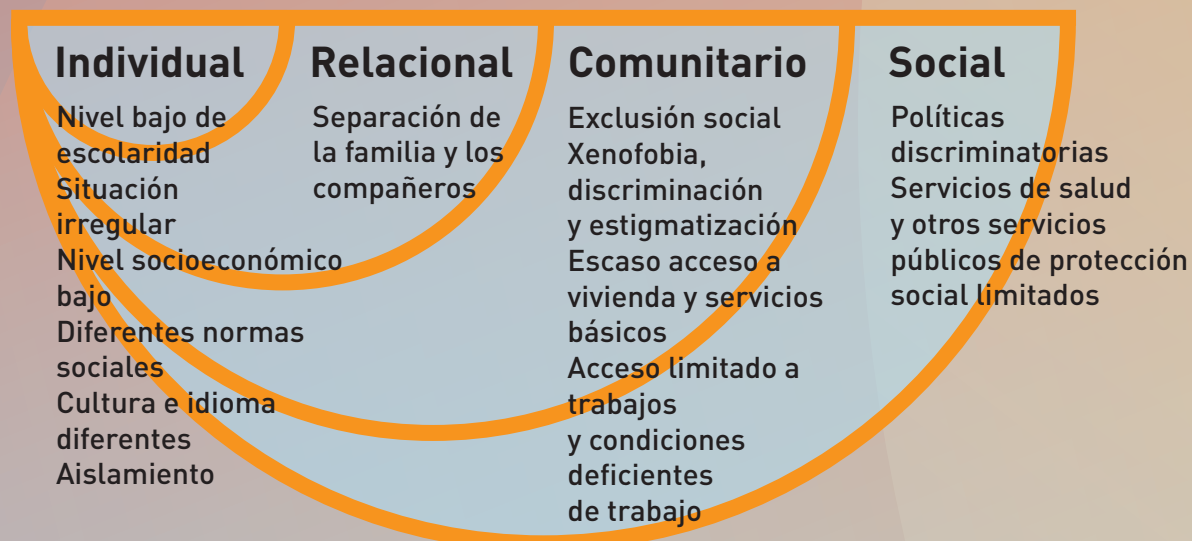 Individual
Nivel bajo de
escolaridad
Situación
irregular
Nivel socioeconómico
bajo
Diferentes normas
sociales
Cultura e idioma
diferentes
Aislamiento
Relacional
Separación de
la familia y los
compañeros
Comunitario
Exclusión social
Xenofobia,
discriminación
y estigmatización
Escaso acceso a
vivienda y servicios
básicos
Acceso limitado a
trabajos
y condiciones
deficientes
de trabajo
Social
Políticas
discriminatorias
Servicios de salud
y otros servicios
públicos de protección
social limitados